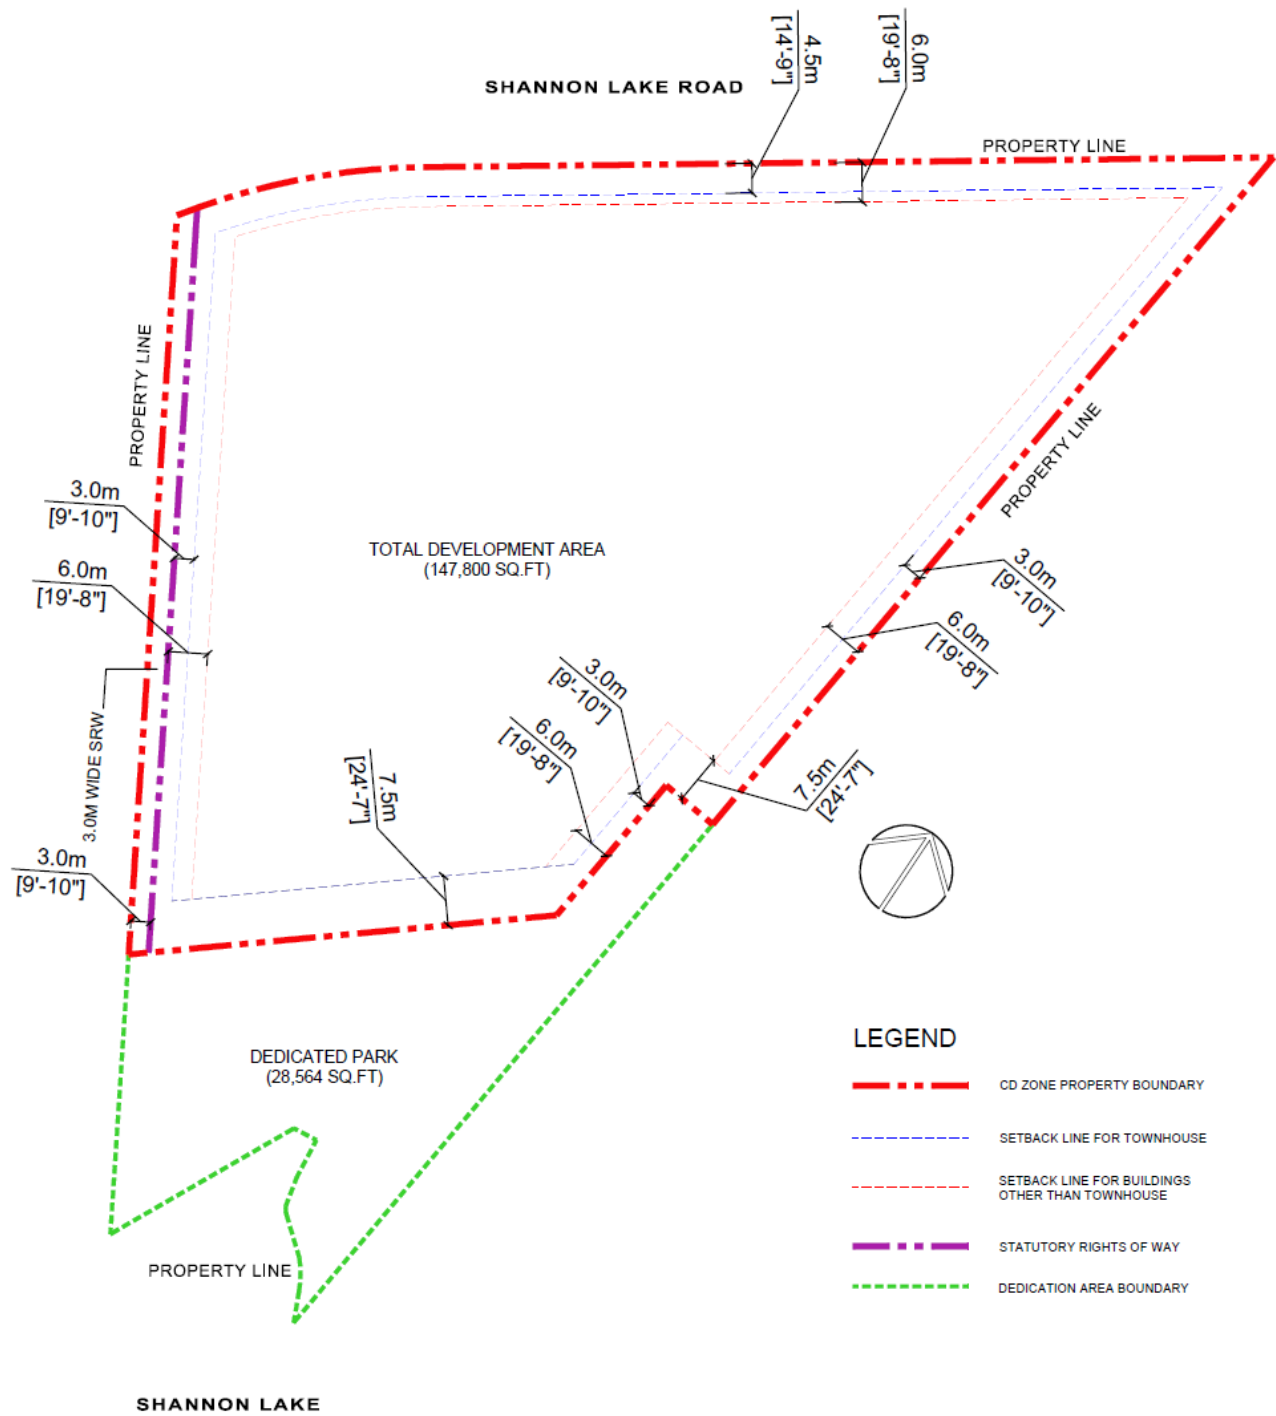 4.5m
[14'-9"]
6.0m
[19'-8"]
SHANNON LAKE ROAD
PROPERTY LINE
PROPERTY LINE
PROPERTY LINE
3.0m
[9'-10"]
6.0m
[19'-8"]
TOTAL DEVELOPMENT AREA
(147,800 SQ.FT)
3.0m
[9'-10"]
6.0m
[19'-8"]
3.0m
[9'-10"]
6.0m
[19'-8"]
3.0M WIDE SRW
7.5m
[24'-7"]
7.5m
[24'-7"]
3.0m
[9'-10"]
DEDICATED PARK
(28,564 SQ.FT)
PROPERTY LINE
LEGEND
CD ZONE PROPERTY BOUNDARY
SETBACK LINE FOR TOWNHOUSE
SETBACK LINE FOR BUILDINGS
OTHER THAN TOWNHOUSE
STATUTORY RIGHTS OF WAY
DEDICATION AREA BOUNDARY
SHANNON LAKE